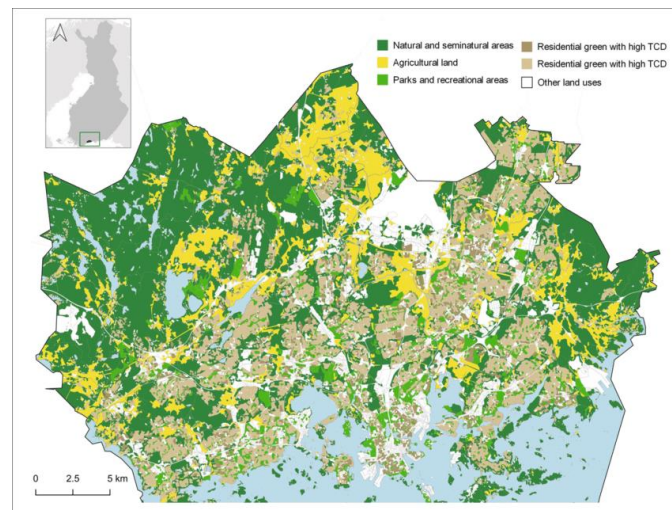 Natural and seminatural areas
Agricultural land
Parks and recreational areas
Residential green with high TCD
Residential green with high TCD
Other land uses
0 2.5 5 km